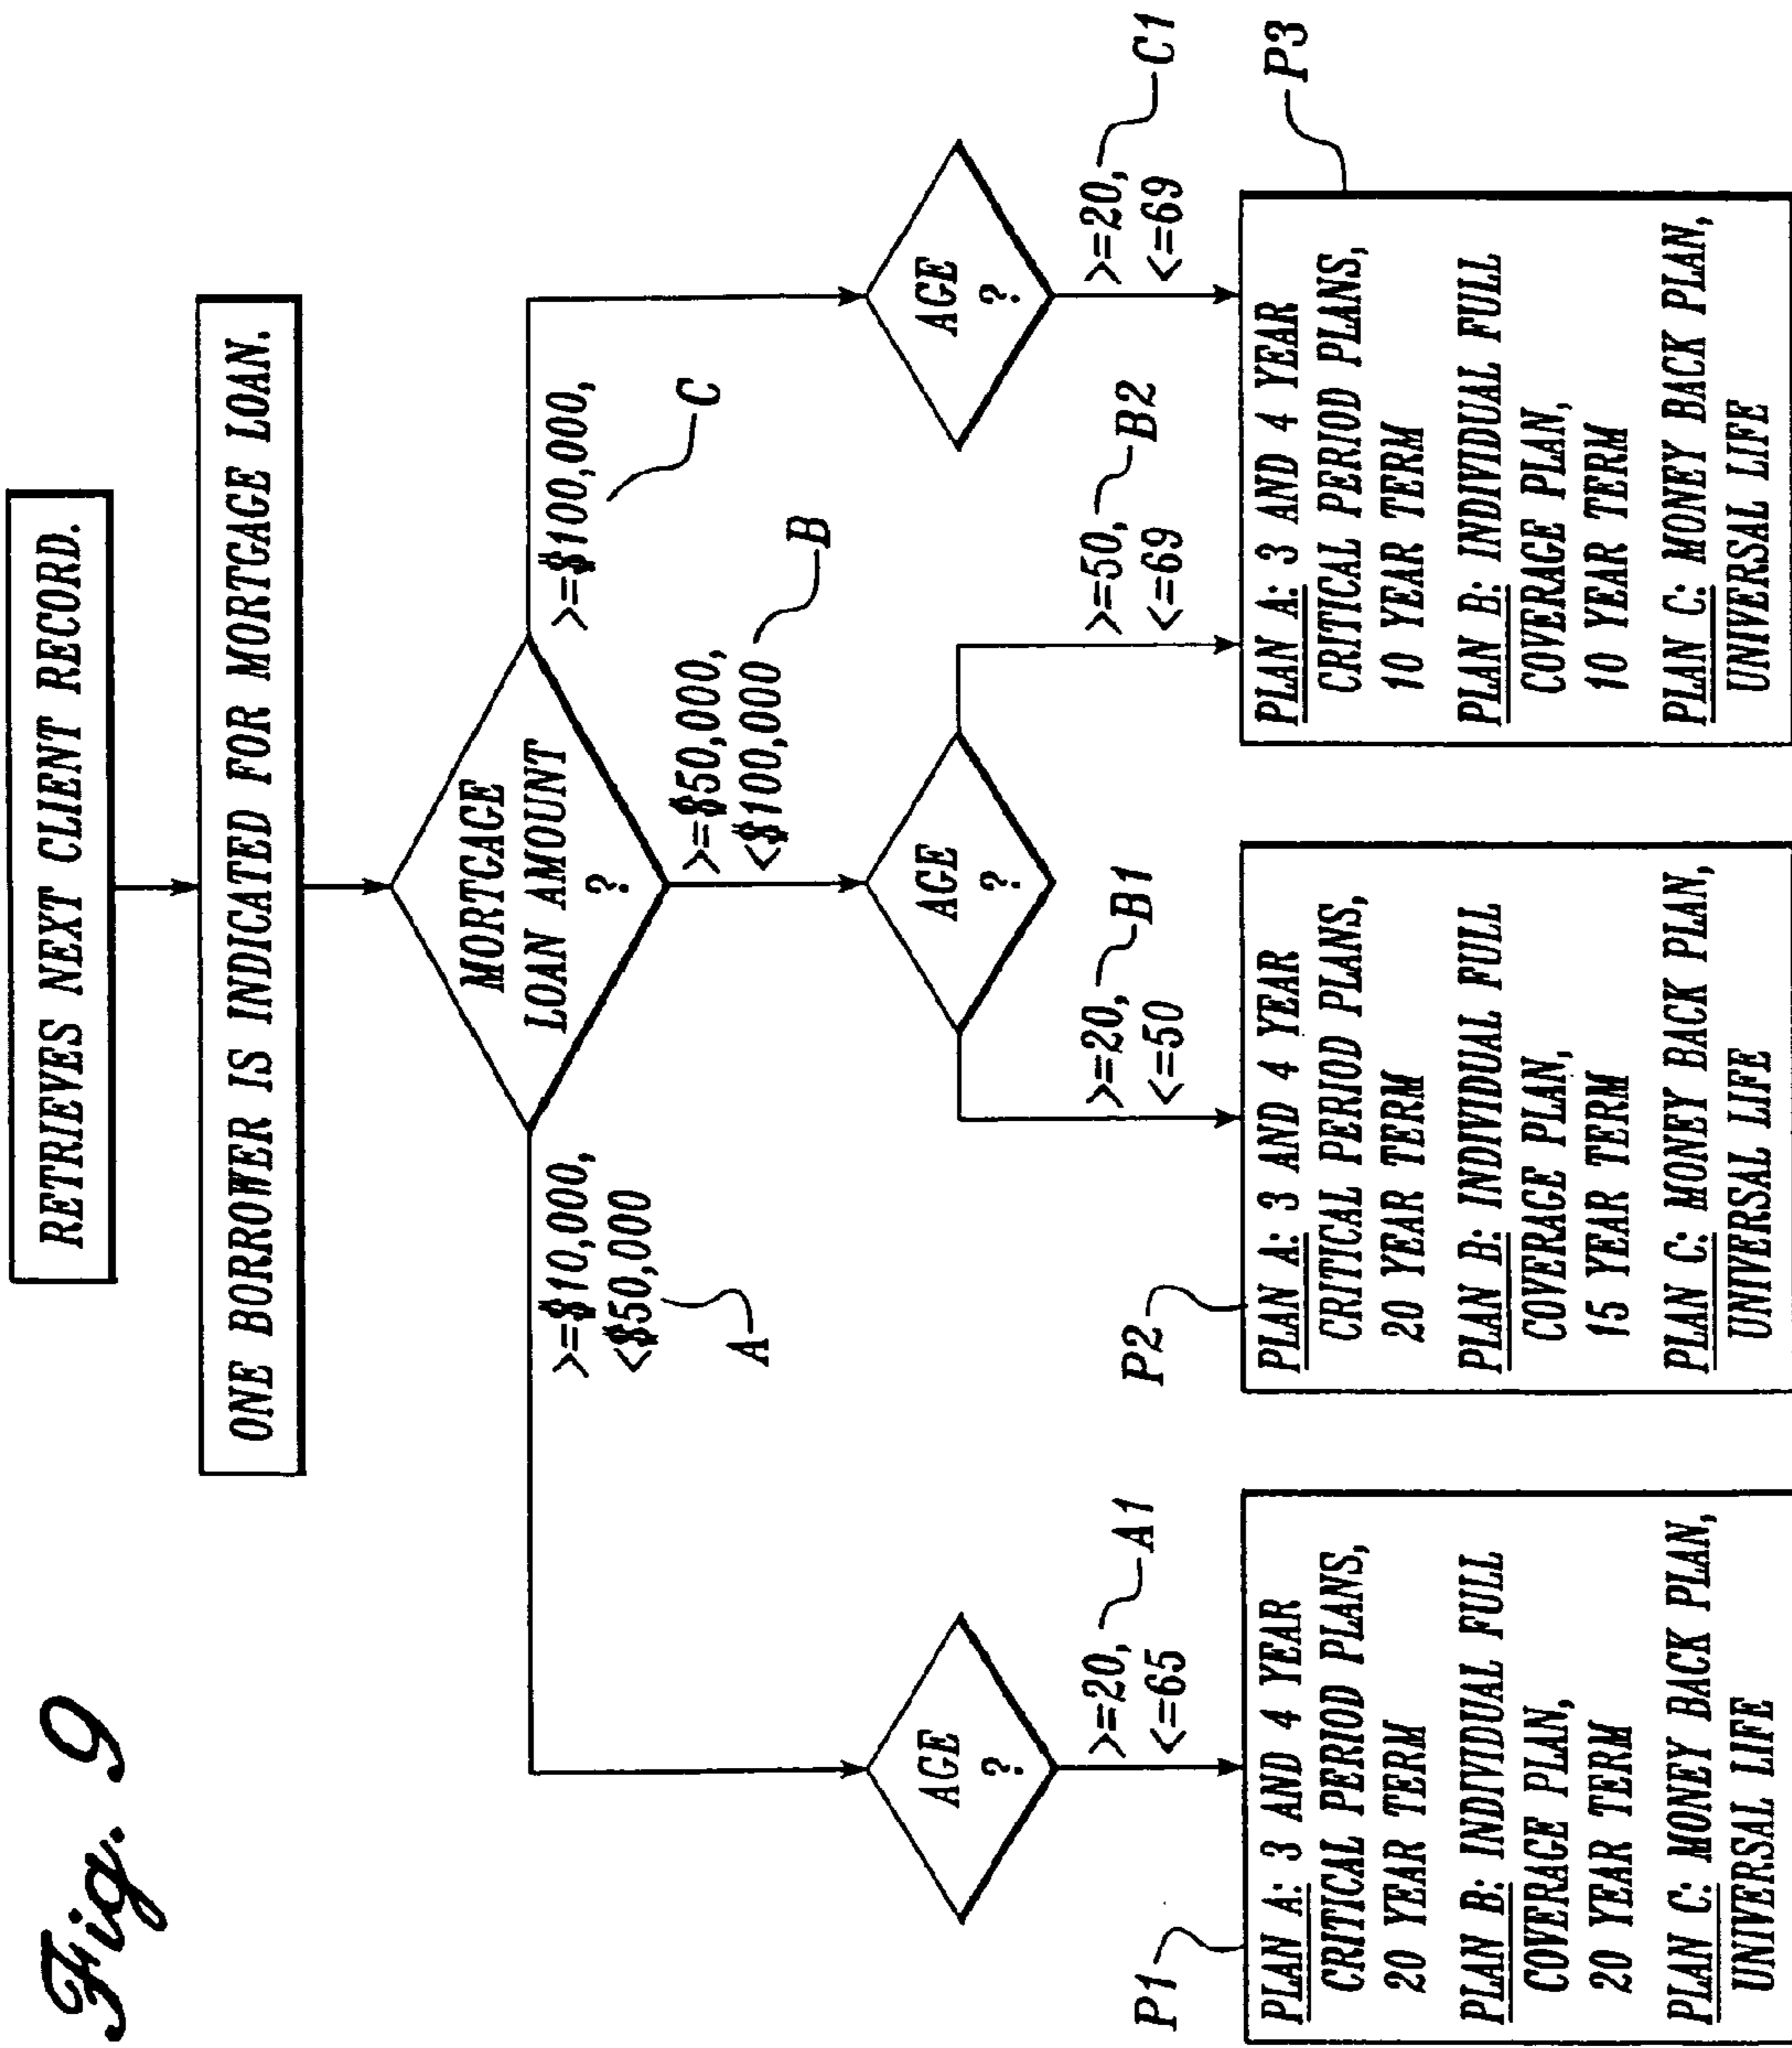 Fig. 9
RETRIEVES NEXT CLIENT RECORD.
ONE BORROWER IS INDICATED FOR MORTGAGE LOAN.
MORTGAGE
LOAN AMOUNT
?
>=$10,000,
<$50,000
A
>=$50,000,
<$100,000
B
>=$100,000,
C
AGE
?
>=20,
<=65
A1
AGE
?
>=20,
<=50
B1
>=50,
<=69
B2
AGE
?
>=20,
<=69
C1
P1
PLAN A: 3 AND 4 YEAR
CRITICAL PERIOD PLANS,
20 YEAR TERM
PLAN B: INDIVIDUAL FULL
COVERAGE PLAN,
20 YEAR TERM
PLAN C: MONEY BACK PLAN,
UNIVERSAL LIFE
P2
PLAN A: 3 AND 4 YEAR
CRITICAL PERIOD PLANS,
20 YEAR TERM
PLAN B: INDIVIDUAL FULL
COVERAGE PLAN,
15 YEAR TERM
PLAN C: MONEY BACK PLAN,
UNIVERSAL LIFE
P3
PLAN A: 3 AND 4 YEAR
CRITICAL PERIOD PLANS,
10 YEAR TERM
PLAN B: INDIVIDUAL FULL
COVERAGE PLAN,
10 YEAR TERM
PLAN C: MONEY BACK PLAN,
UNIVERSAL LIFE